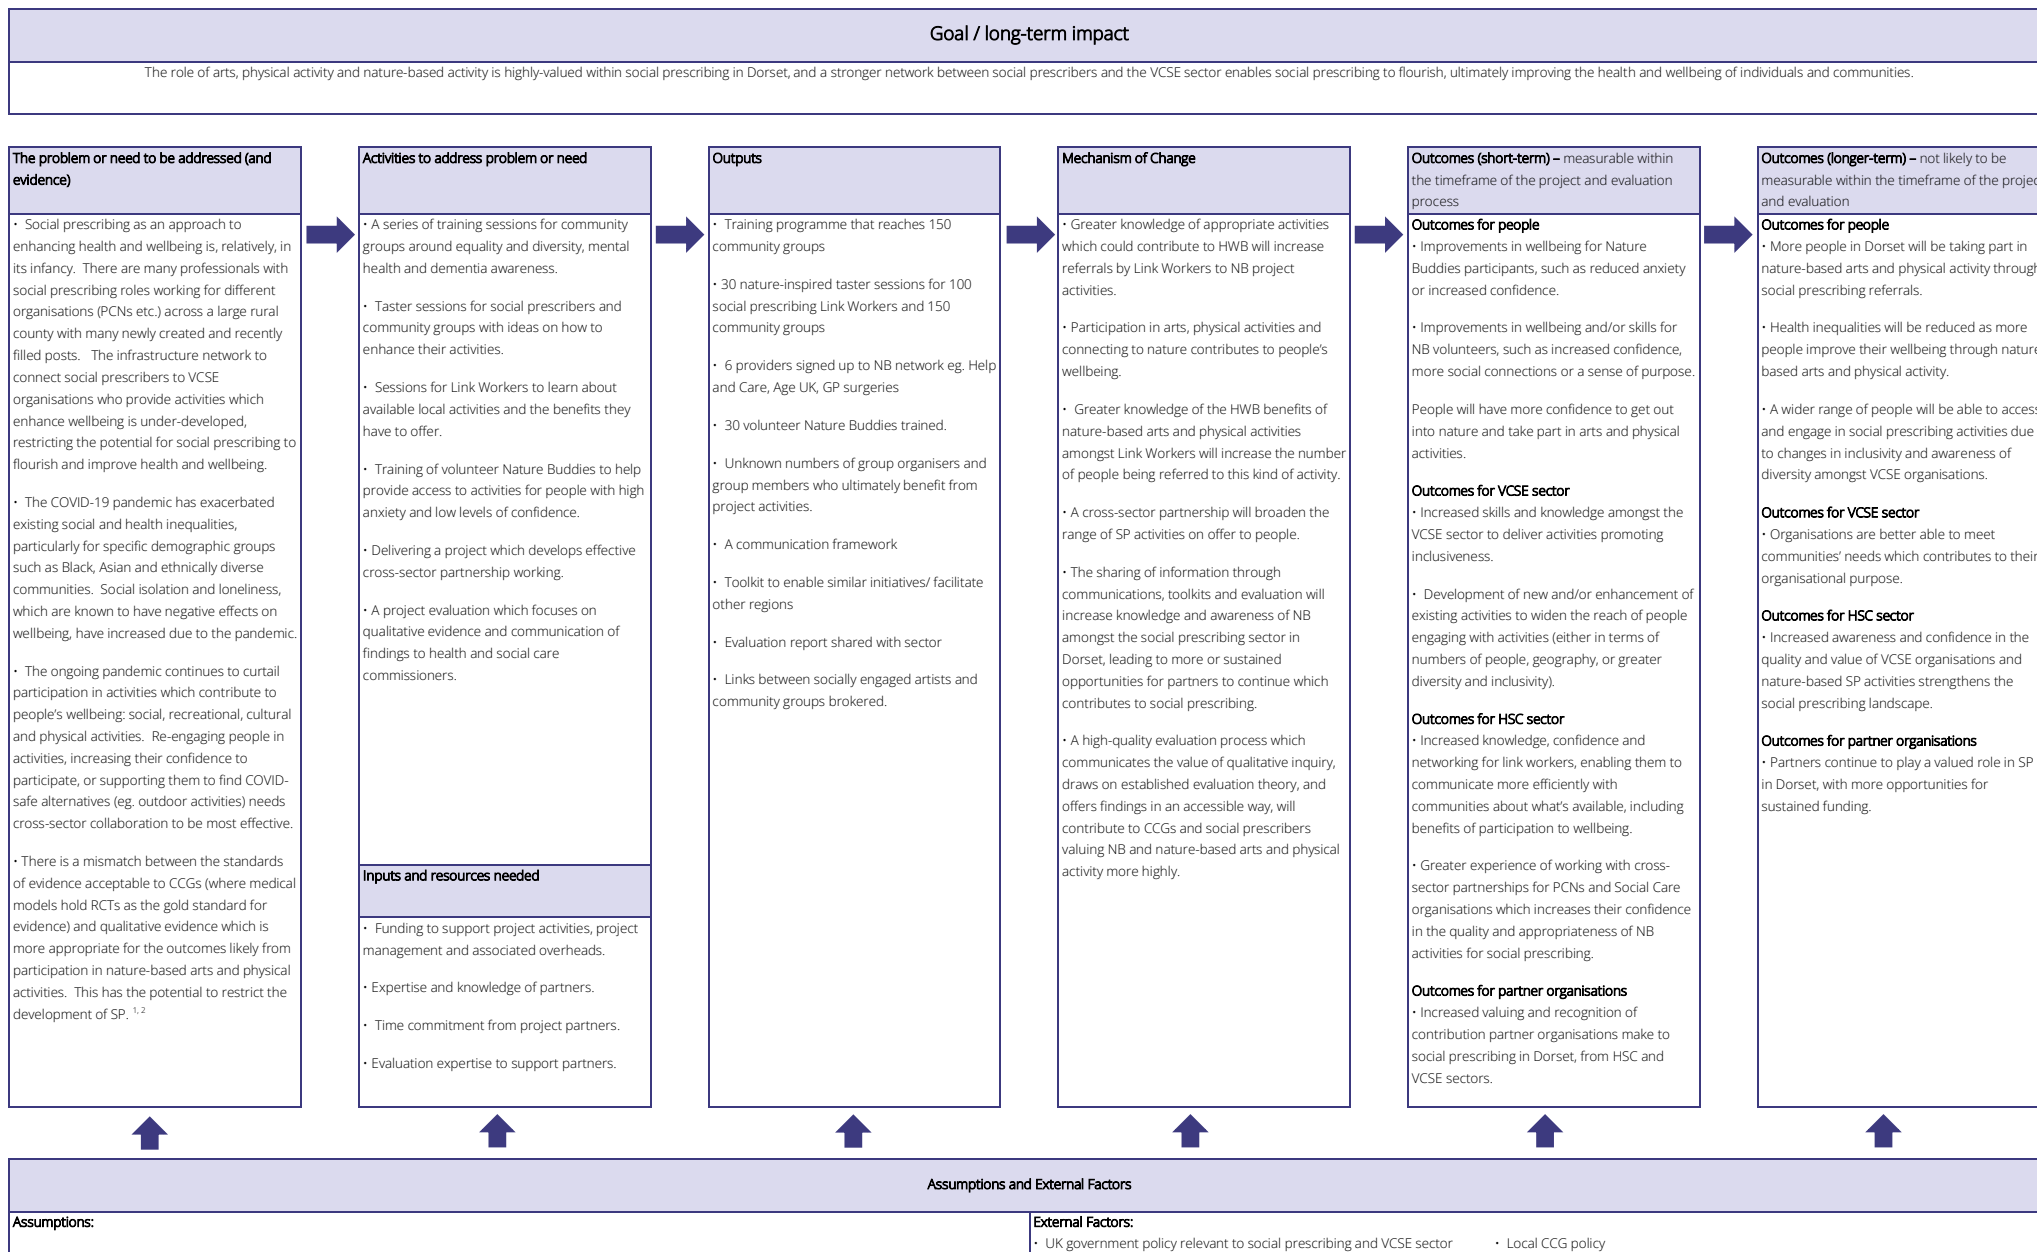 Goal / long-term impact
The role of arts, physical activity and nature-based activity is highly-valued within social prescribing in Dorset, and a stronger network between social prescribers and the VCSE sector enables social prescribing to flourish, ultimately improving the health and wellbeing of individuals and communities.
The problem or need to be addressed (and
evidence)
• Social prescribing as an approach to
enhancing health and wellbeing is, relatively, in
its infancy. There are many professionals with
social prescribing roles working for different
organisations (PCNs etc.) across a large rural
county with many newly created and recently
filled posts. The infrastructure network to
connect social prescribers to VCSE
organisations who provide activities which
enhance wellbeing is under-developed,
restricting the potential for social prescribing to
flourish and improve health and wellbeing.
• The COVID-19 pandemic has exacerbated
existing social and health inequalities,
particularly for specific demographic groups
such as Black, Asian and ethnically diverse
communities. Social isolation and loneliness,
which are known to have negative effects on
wellbeing, have increased due to the pandemic.
• The ongoing pandemic continues to curtail
participation in activities which contribute to
people's wellbeing: social, recreational, cultural
and physical activities. Re-engaging people in
activities, increasing their confidence to
participate, or supporting them to find COVID-
safe alternatives (eg. outdoor activities) needs
cross-sector collaboration to be most effective.
• There is a mismatch between the standards
of evidence acceptable to CCGs (where medical
models hold RCTs as the gold standard for
evidence) and qualitative evidence which is
more appropriate for the outcomes likely from
participation in nature-based arts and physical
activities. This has the potential to restrict the
development of SP. 1, 2
Activities to address problem or need
• A series of training sessions for community
groups around equality and diversity, mental
health and dementia awareness.
• Taster sessions for social prescribers and
community groups with ideas on how to
enhance their activities.
• Sessions for Link Workers to learn about
available local activities and the benefits they
have to offer.
• Training of volunteer Nature Buddies to help
provide access to activities for people with high
anxiety and low levels of confidence.
• Delivering a project which develops effective
cross-sector partnership working.
• A project evaluation which focuses on
qualitative evidence and communication of
findings to health and social care
commissioners.
Inputs and resources needed
• Funding to support project activities, project
management and associated overheads.
• Expertise and knowledge of partners.
• Time commitment from project partners.
• Evaluation expertise to support partners.
Outputs
• Training programme that reaches 150
community groups
• 30 nature-inspired taster sessions for 100
social prescribing Link Workers and 150
community groups
• 6 providers signed up to NB network eg. Help
and Care, Age UK, GP surgeries
• 30 volunteer Nature Buddies trained.
• Unknown numbers of group organisers and
group members who ultimately benefit from
project activities.
• A communication framework
• Toolkit to enable similar initiatives/ facilitate
other regions
• Evaluation report shared with sector
• Links between socially engaged artists and
community groups brokered.
Mechanism of Change
• Greater knowledge of appropriate activities
which could contribute to HWB will increase
referrals by Link Workers to NB project
activities.
• Participation in arts, physical activities and
connecting to nature contributes to people's
wellbeing.
• Greater knowledge of the HWB benefits of
nature-based arts and physical activities
amongst Link Workers will increase the number
of people being referred to this kind of activity.
• A cross-sector partnership will broaden the
range of SP activities on offer to people.
• The sharing of information through
communications, toolkits and evaluation will
increase knowledge and awareness of NB
amongst the social prescribing sector in
Dorset, leading to more or sustained
opportunities for partners to continue which
contributes to social prescribing.
• A high-quality evaluation process which
communicates the value of qualitative inquiry,
draws on established evaluation theory, and
offers findings in an accessible way, will
contribute to CCGs and social prescribers
valuing NB and nature-based arts and physical
activity more highly.
Outcomes (short-term) – measurable within
the timeframe of the project and evaluation
process
Outcomes for people
• Improvements in wellbeing for Nature
Buddies participants, such as reduced anxiety
or increased confidence.
• Improvements in wellbeing and/or skills for
NB volunteers, such as increased confidence,
more social connections or a sense of purpose.
People will have more confidence to get out
into nature and take part in arts and physical
activities.
Outcomes for VCSE sector
• Increased skills and knowledge amongst the
VCSE sector to deliver activities promoting
inclusiveness.
• Development of new and/or enhancement of
existing activities to widen the reach of people
engaging with activities (either in terms of
numbers of people, geography, or greater
diversity and inclusivity).
Outcomes for HSC sector
• Increased knowledge, confidence and
networking for link workers, enabling them to
communicate more efficiently with
communities about what's available, including
benefits of participation to wellbeing.
• Greater experience of working with cross-
sector partnerships for PCNs and Social Care
organisations which increases their confidence
in the quality and appropriateness of NB
activities for social prescribing.
Outcomes for partner organisations
• Increased valuing and recognition of
contribution partner organisations make to
social prescribing in Dorset, from HSC and
VCSE sectors.
Outcomes (longer-term) – not likely to be
measurable within the timeframe of the projec
and evaluation
Outcomes for people
• More people in Dorset will be taking part in
nature-based arts and physical activity through
social prescribing referrals.
• Health inequalities will be reduced as more
people improve their wellbeing through nature
based arts and physical activity.
• A wider range of people will be able to access
and engage in social prescribing activities due
to changes in inclusivity and awareness of
diversity amongst VCSE organisations.
Outcomes for VCSE sector
• Organisations are better able to meet
communities' needs which contributes to their
organisational purpose.
Outcomes for HSC sector
• Increased awareness and confidence in the
quality and value of VCSE organisations and
nature-based SP activities strengthens the
social prescribing landscape.
Outcomes for partner organisations
• Partners continue to play a valued role in SP
in Dorset, with more opportunities for
sustained funding.
Assumptions and External Factors
Assumptions:
External Factors:
• UK government policy relevant to social prescribing and VCSE sector
• Local CCG policy